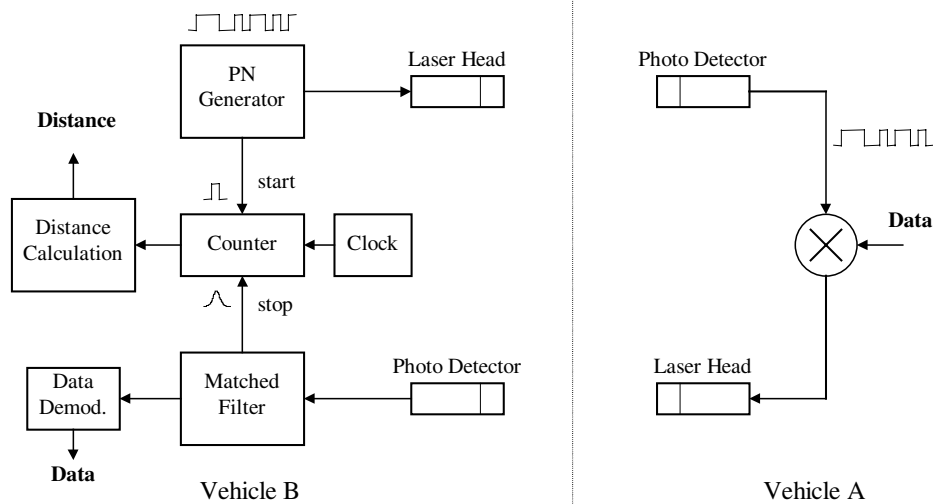 Laser Head
PN
Generator
Distance
start
Distance
Calculation
Counter
Clock
stop
Photo Detector
Data
Demod.
Matched
Filter
Data
Vehicle B
Photo Detector
Data
Laser Head
Vehicle A